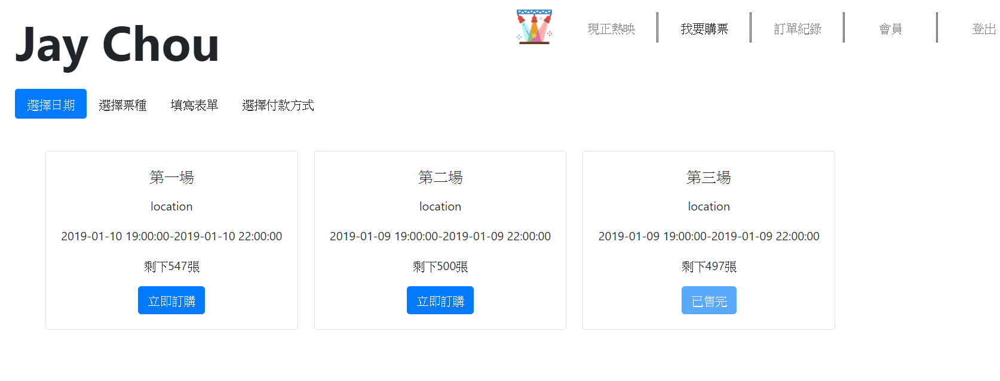 現正熱映
我要購票
訂單紀錄
會員
登出
Jay Chou
選擇日期
選擇票種
填寫表單
選擇付款方式
第一場
location
2019-01-10 19:00:00-2019-01-10 22:00:00
剩下547張
立即訂購
第二場
location
2019-01-09 19:00:00-2019-01-09 22:00:00
剩下500張
立即訂購
第三場
location
2019-01-09 19:00:00-2019-01-09 22:00:00
剩下497張
已售完